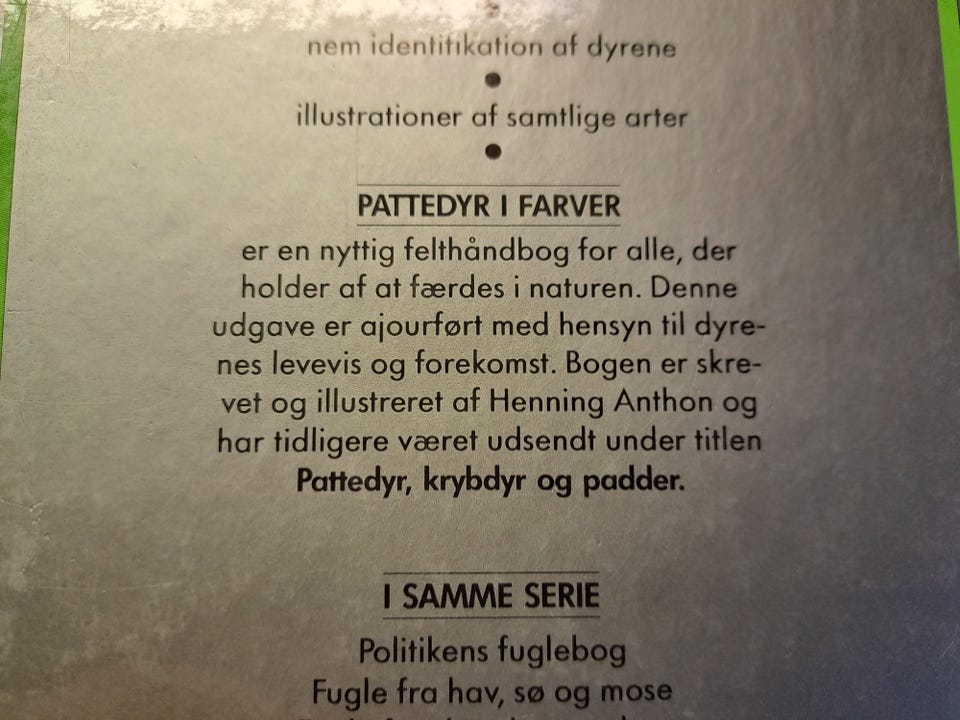 nem identifikation af dyrene
•
illustrationer af samtlige arter
•
PATTEDYR I FARVER
er en nyttig felthåndbog for alle, der
holder af at færdes i naturen. Denne
udgave er ajourført med hensyn til dyre-
nes levevis og forekomst. Bogen er skre-
vet og illustreret af Henning Anthon og
har tidligere været udsendt under titlen
Pattedyr, krybdyr og padder.
I SAMME SERIE
Politikens fuglebog
Fugle fra hav, sø og mose